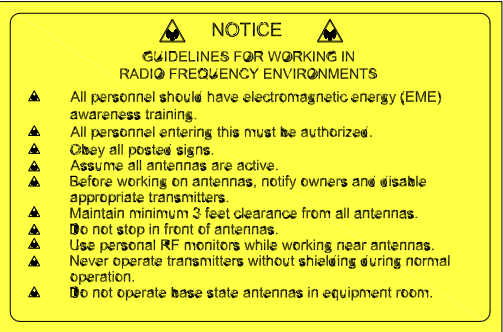 NOTICE
GUIDELINES FOR WORKING IN
RADIO FREQUENCY ENVIRONMENTS
All personnel should have electromagnetic energy (EME)
awareness training.
All personnel entering this must be authorized.
Obey all posted signs.
Assume all antennas are active.
Before working on antennas, notify owners and disable
appropriate transmitters.
Maintain minimum 3 feet clearance from all antennas.
Do not stop in front of antennas.
Use personal RF monitors while working near antennas.
Never operate transmitters without shielding during normal
operation.
Do not operate base state antennas in equipment room.